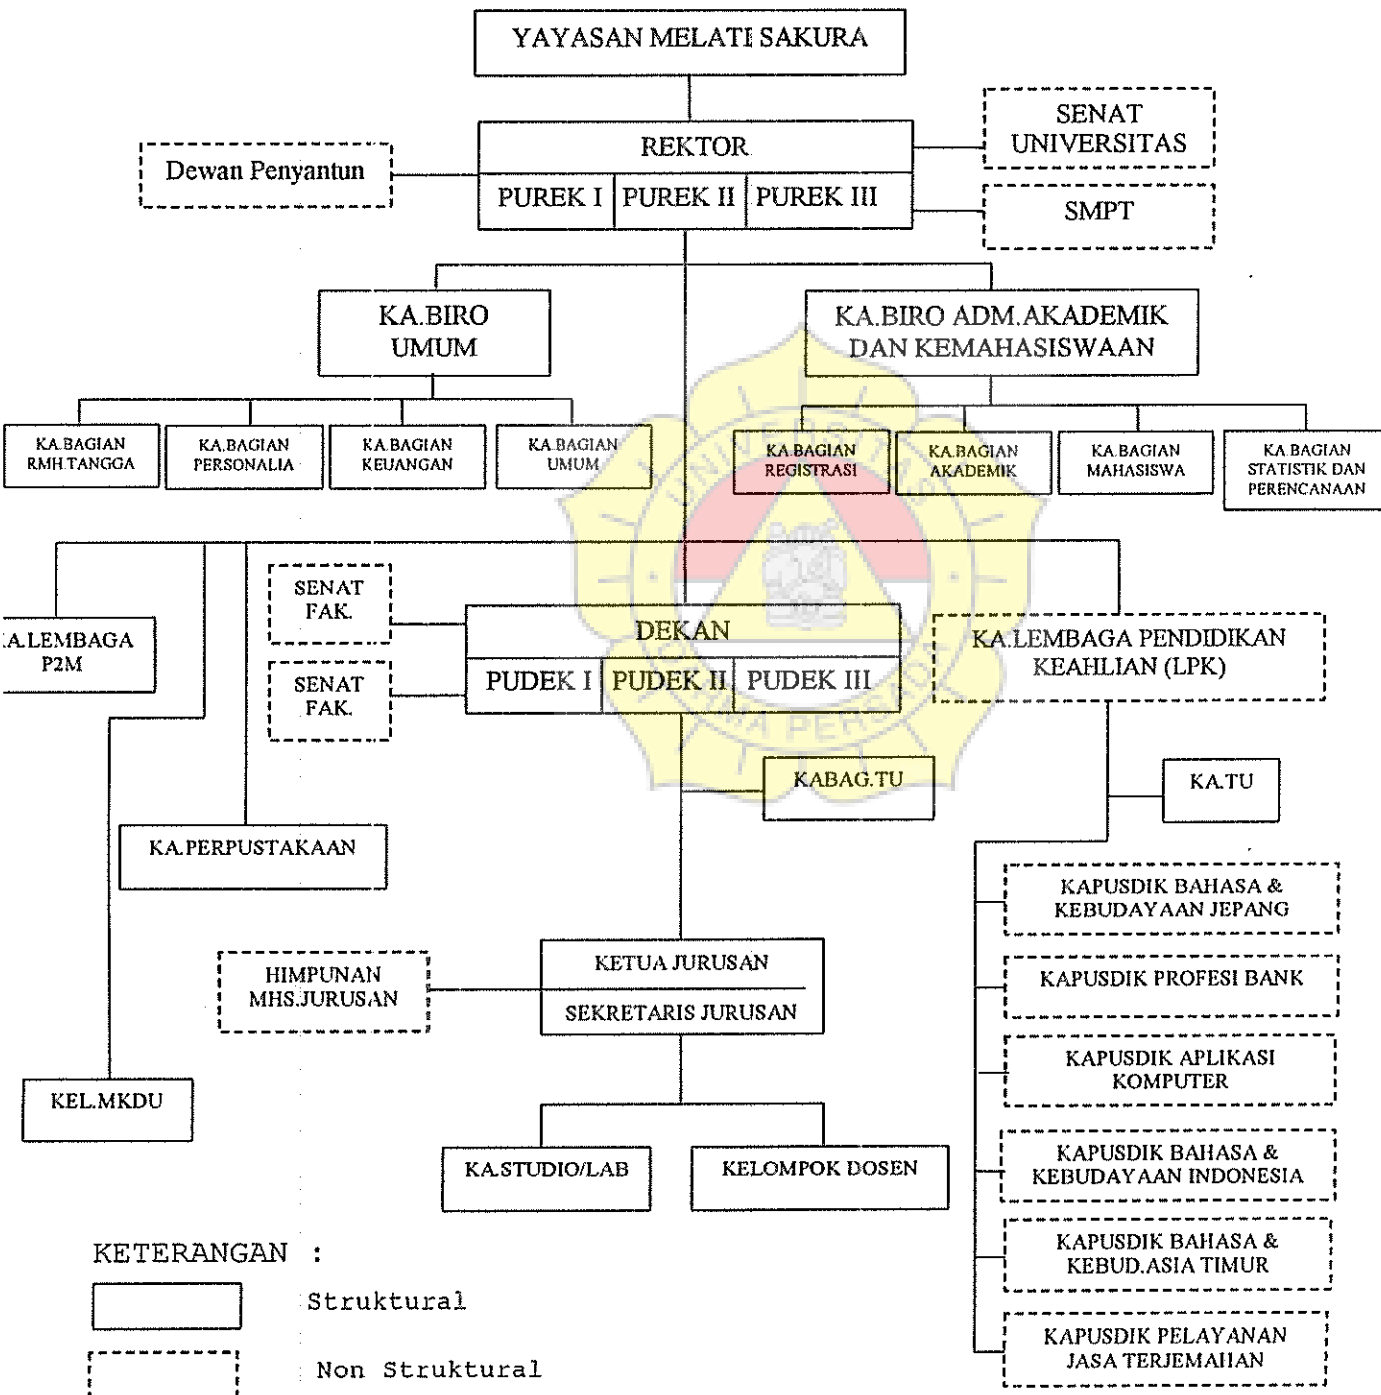 YAYASAN MELATI SAKURA
SENAT
UNIVERSITAS
REKTOR
Dewan Penyantun
PUREK I
PUREK II
PUREK III
SMPT
KA.BIRO
UMUM
KA.BIRO ADM.AKADEMIK
DAN KEMAHASISWAAN
KA.BAGIAN
RMH.TANGGA
KA.BAGIAN
PERSONALIA
KA.BAGIAN
KEUANGAN
KA.BAGIAN
UMUM
KA.BAGIAN
REGISTRASI
KA.BAGIAN
AKADEMIK
KA.BAGIAN
MAHASISWA
KA.BAGIAN
STATISTIK DAN
PERENCANAAN
UNIVERSITAS
DARMA PERSADA
SENAT
FAK.
KA.LEMBAGA
P2M
DEKAN
PUDEK I
PUDEK II
PUDEK III
SENAT
FAK.
KA.LEMBAGA PENDIDIKAN
KEAHLIAN (LPK)
KABAG.TU
KA.TU
KA.PERPUSTAKAAN
KAPUSDIK BAHASA &
KEBUDAYAAN JEPANG
HIMPUNAN
MHS.JURUSAN
KETUA JURUSAN
SEKRETARIS JURUSAN
KAPUSDIK PROFESI BANK
KAPUSDIK APLIKASI
KOMPUTER
KEL.MKDU
KA.STUDIO/LAB
KELOMPOK DOSEN
KAPUSDIK BAHASA &
KEBUDAYAAN INDONESIA
KAPUSDIK BAHASA &
KEBUD.ASIA TIMUR
KAPUSDIK PELAYANAN
JASA TERJEMAHAN
KETERANGAN :
Struktural
Non Struktural